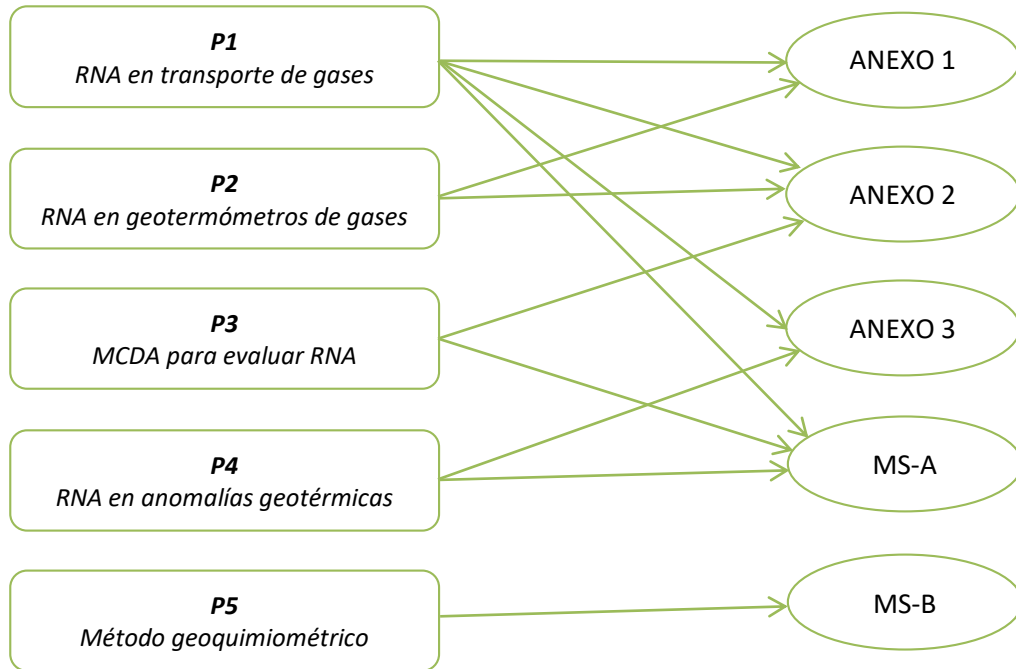 P1
RNA en transporte de gases
ANEXO 1
P2
RNA en geotermómetros de gases
ANEXO 2
P3
MCDA para evaluar RNA
ANEXO 3
P4
RNA en anomalías geotérmicas
MS-A
P5
Método geoquimiométrico
MS-B